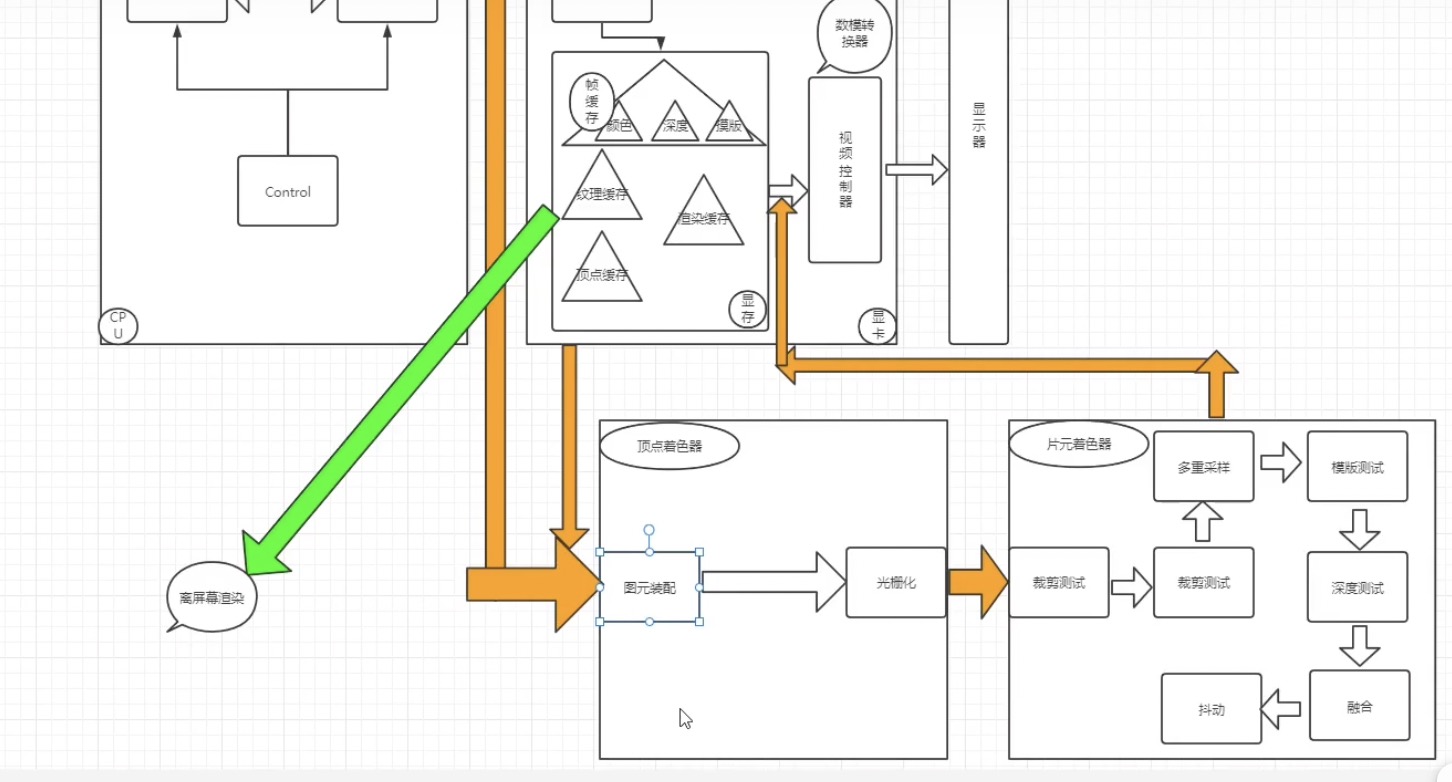 数模转
换器
帧
缓
存
颜色
深度
摸版
显
示
器
视
频
控
制
器
Control
纹理缓存
渲染缓存
顶点缓存
显
存
显
卡
CP
U
顶点着色器
片元着色器
多重采样
模版测试
图元装配
光栅化
裁剪测试
裁剪测试
深度测试
离屏幕渲染
抖动
融合